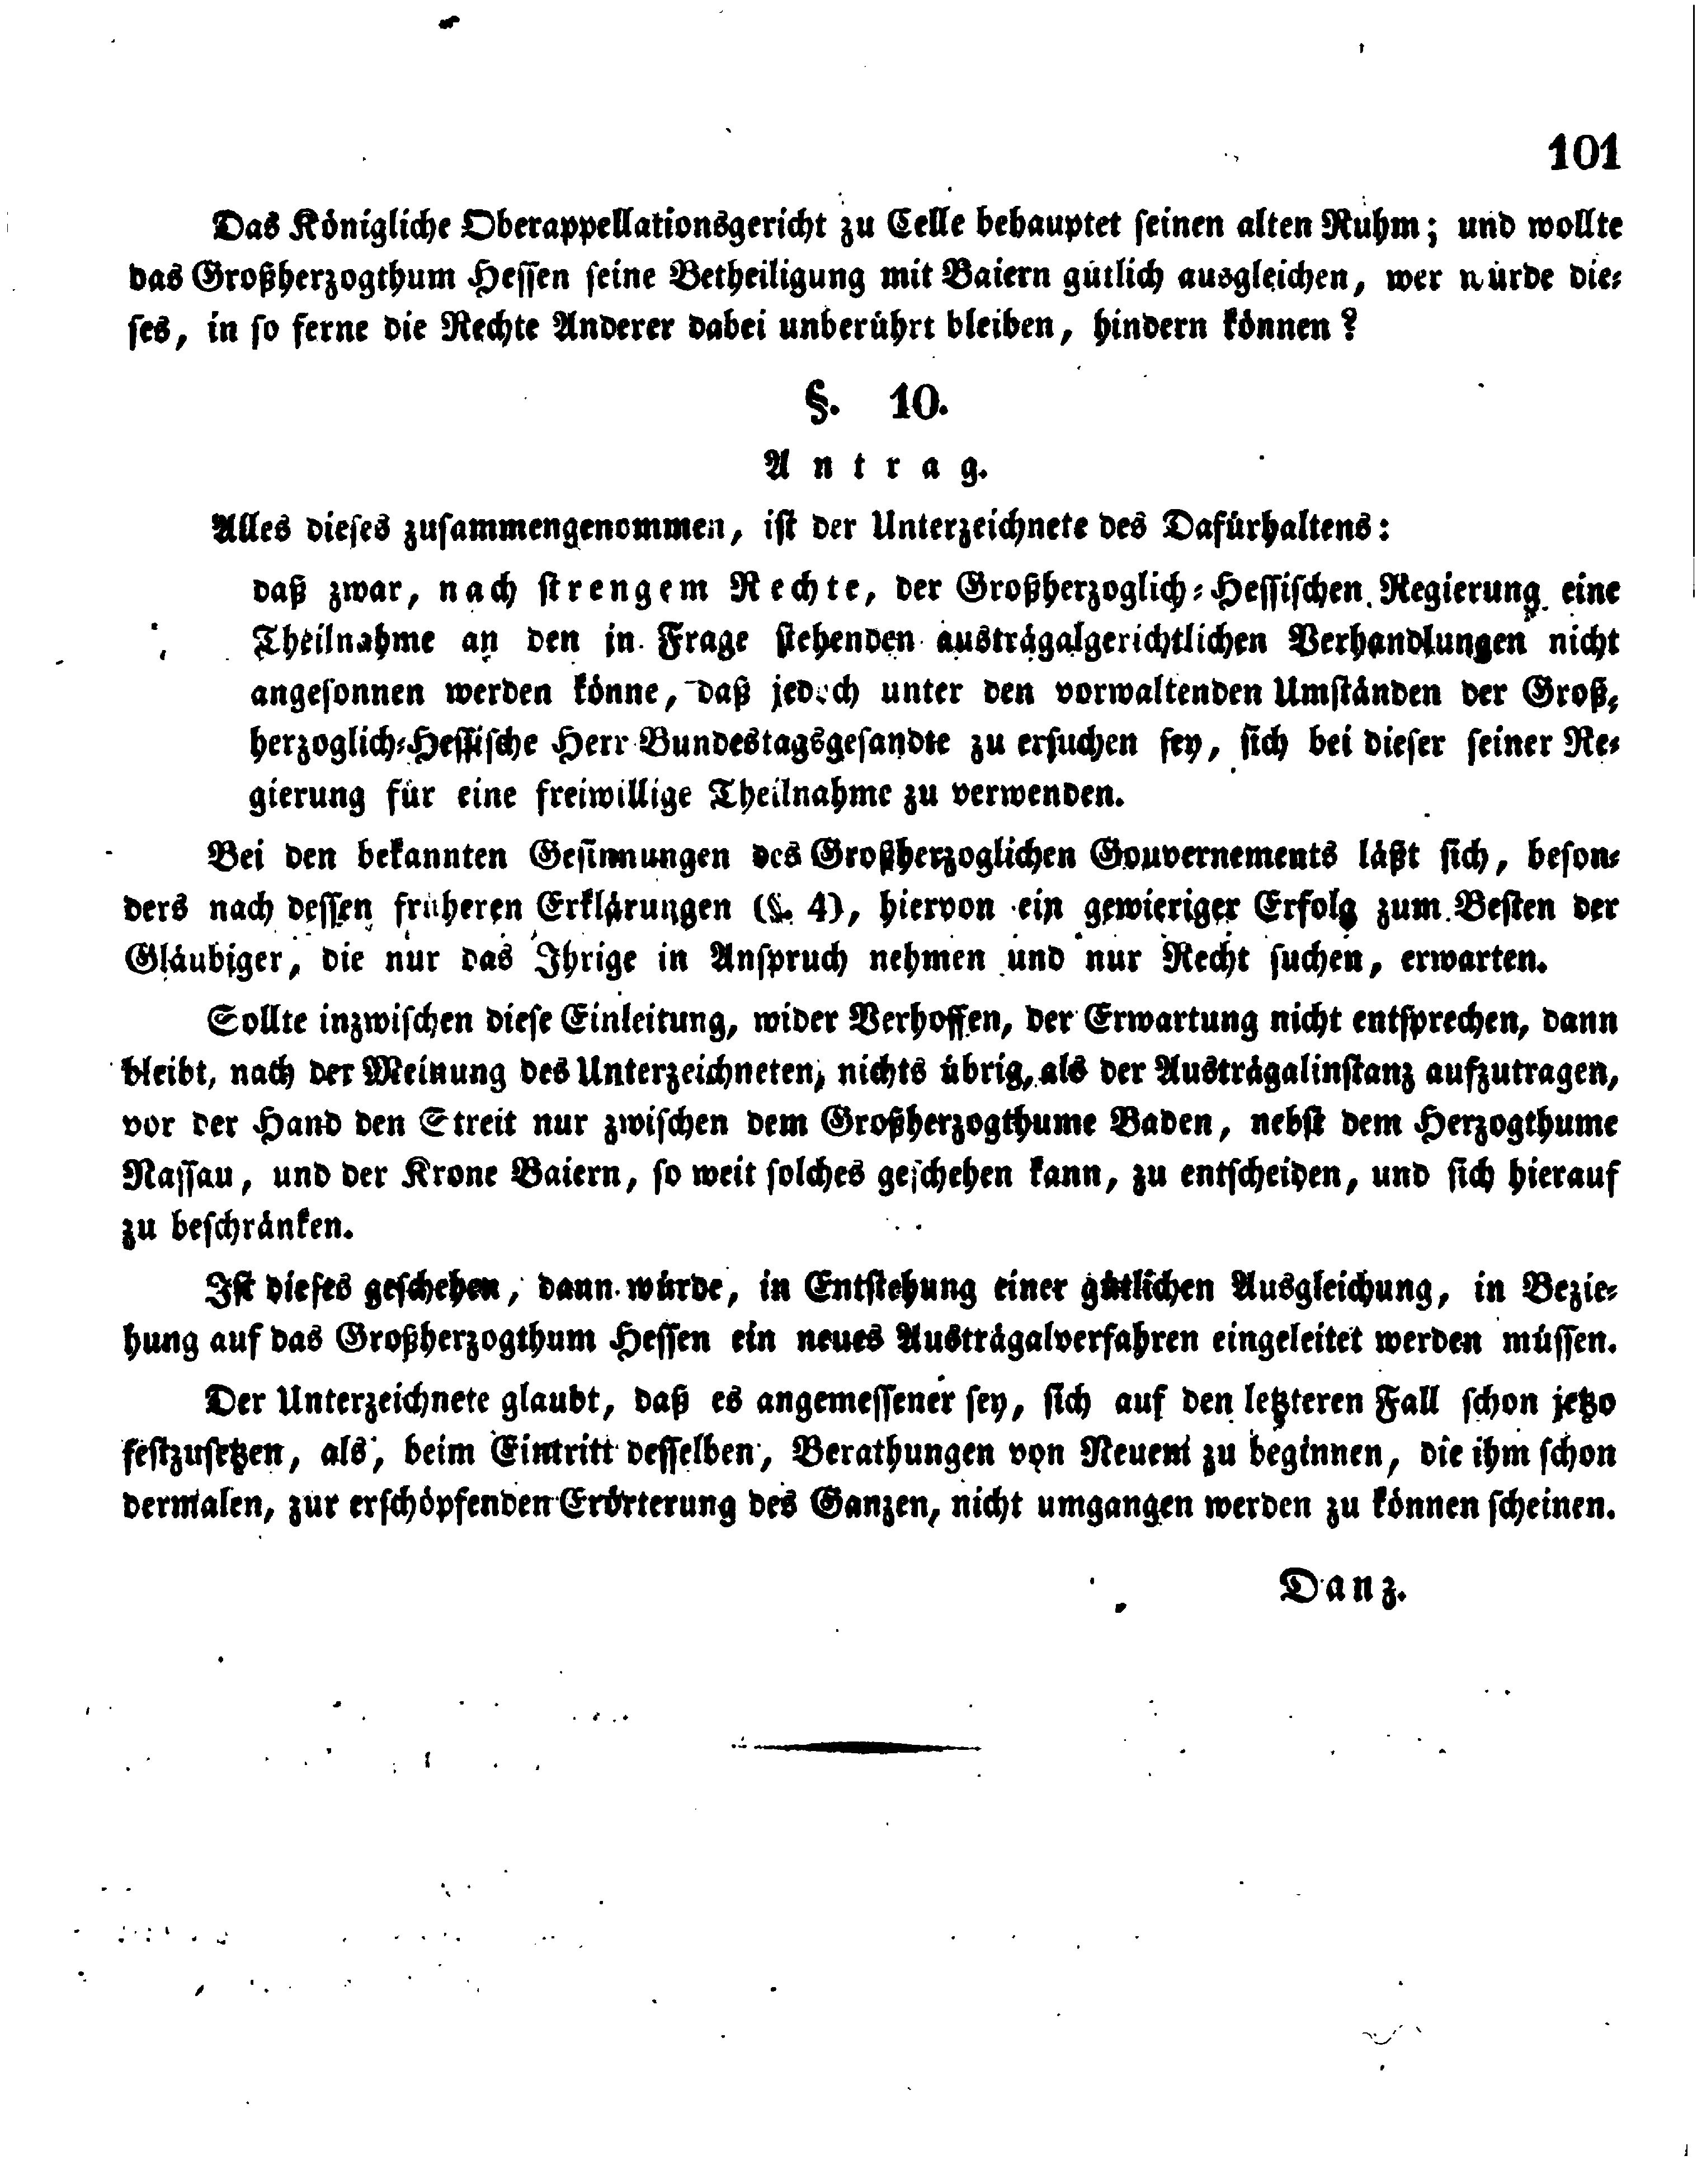 101
Das Königliche Oberappellationsgericht zu Celle behauptet seinen alten Ruhm; und wollte
das Großherzogthum Hessen seine Betheiligung mit Baiern gütlich ausgleichen, wer würde die-
ses, in so ferne die Rechte Anderer dabei unberührt bleiben, hindern können?
§. 10.
Antrag.
Alles dieses zusammengenommen, ist der Unterzeichnete des Dafürhaltens:
daß zwar, nach strengem Rechte, der Großherzoglich-Hessischen Regierung eine
Theilnahme an den in Frage stehenden austrägalgerichtlichen Verhandlungen nicht
angesonnen werden könne, daß jedoch unter den vorwaltenden Umständen der Groß-
herzoglich-Hessische Herr Bundestagsgesandte zu ersuchen sey, sich bei dieser seiner Re-
gierung für eine freiwillige Theilnahme zu verwenden.
Bei den bekannten Gesinnungen des Großherzoglichen Gouvernements läßt sich, beson-
ders nach dessen früheren Erklärungen (§. 4), hiervon ein gewieriger Erfolg zum Besten der
Gläubiger, die nur das Ihrige in Anspruch nehmen und nur Recht suchen, erwarten.
Sollte inzwischen diese Einleitung, wider Verhoffen, der Erwartung nicht entsprechen, dann
bleibt, nach der Meinung des Unterzeichneten, nichts übrig, als der Austrägalinstanz aufzutragen,
vor der Hand den Streit nur zwischen dem Großherzogthume Baden, nebst dem Herzogthume
Nassau, und der Krone Baiern, so weit solches geschehen kann, zu entscheiden, und sich hierauf
zu beschränken.
Ist dieses geschehen, dann würde, in Entstehung einer gütlichen Ausgleichung, in Bezie-
hung auf das Großherzogthum Hessen ein neues Austrägalverfahren eingeleitet werden müssen.
Der Unterzeichnete glaubt, daß es angemessener sey, sich auf den letzteren Fall schon jetzo
festzusetzen, als, beim Eintritt desselben, Berathungen von Neuem zu beginnen, die ihm schon
dermalen, zur erschöpfenden Erörterung des Ganzen, nicht umgangen werden zu können scheinen.
Danz.